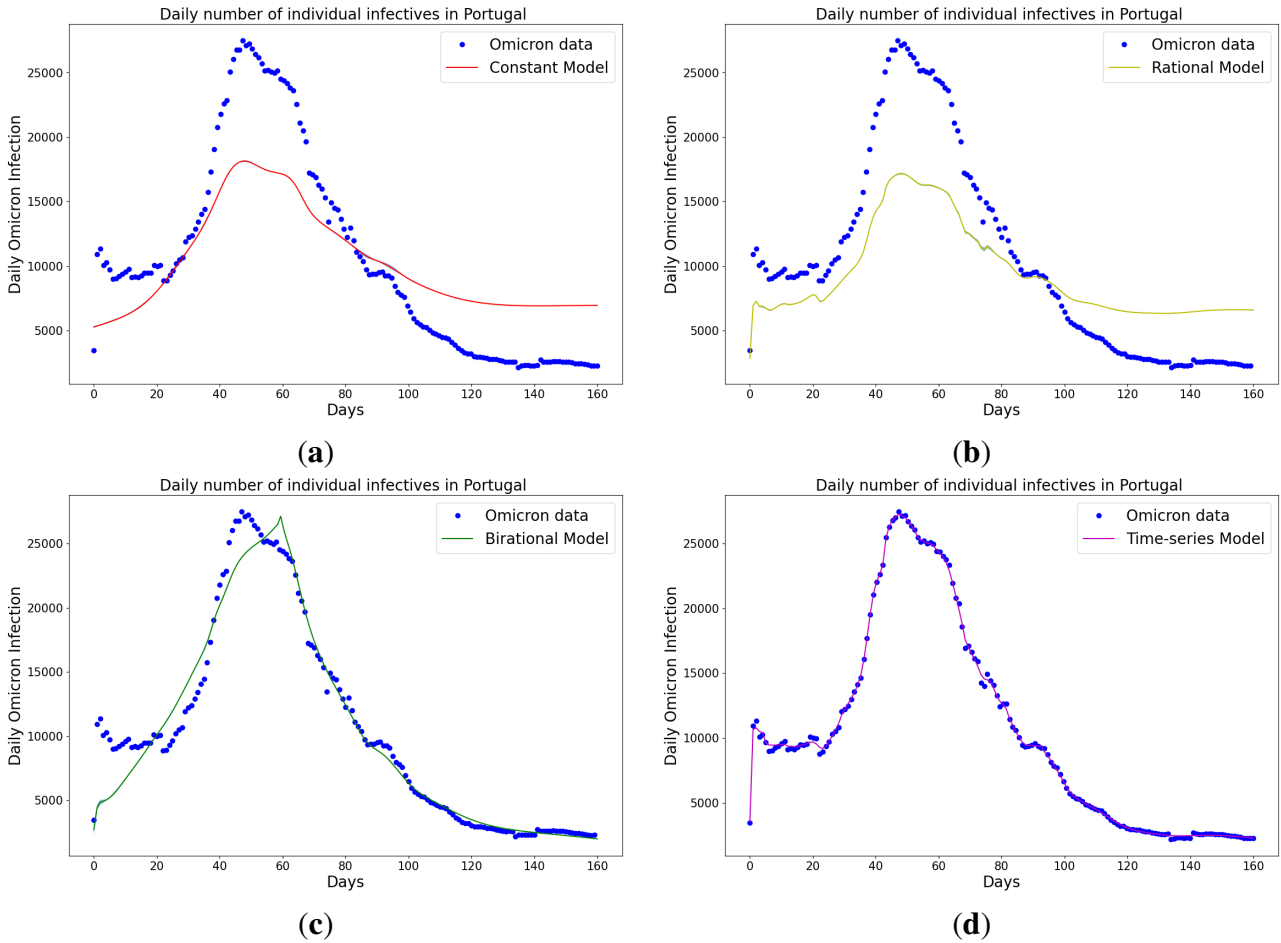 Daily number of individual infectives in Portugal
Omicron data
Constant Model
Daily Omicron Infection
25000
20000
15000
10000
5000
0 20 40 60 80 100 120 140 160
Days
(a)
Daily number of individual infectives in Portugal
Omicron data
Rational Model
Daily Omicron Infection
25000
20000
15000
10000
5000
0 20 40 60 80 100 120 140 160
Days
(b)
Daily number of individual infectives in Portugal
Omicron data
Birational Model
Daily Omicron Infection
25000
20000
15000
10000
5000
0 20 40 60 80 100 120 140 160
Days
(c)
Daily number of individual infectives in Portugal
Omicron data
Time-series Model
Daily Omicron Infection
25000
20000
15000
10000
5000
0 20 40 60 80 100 120 140 160
Days
(d)